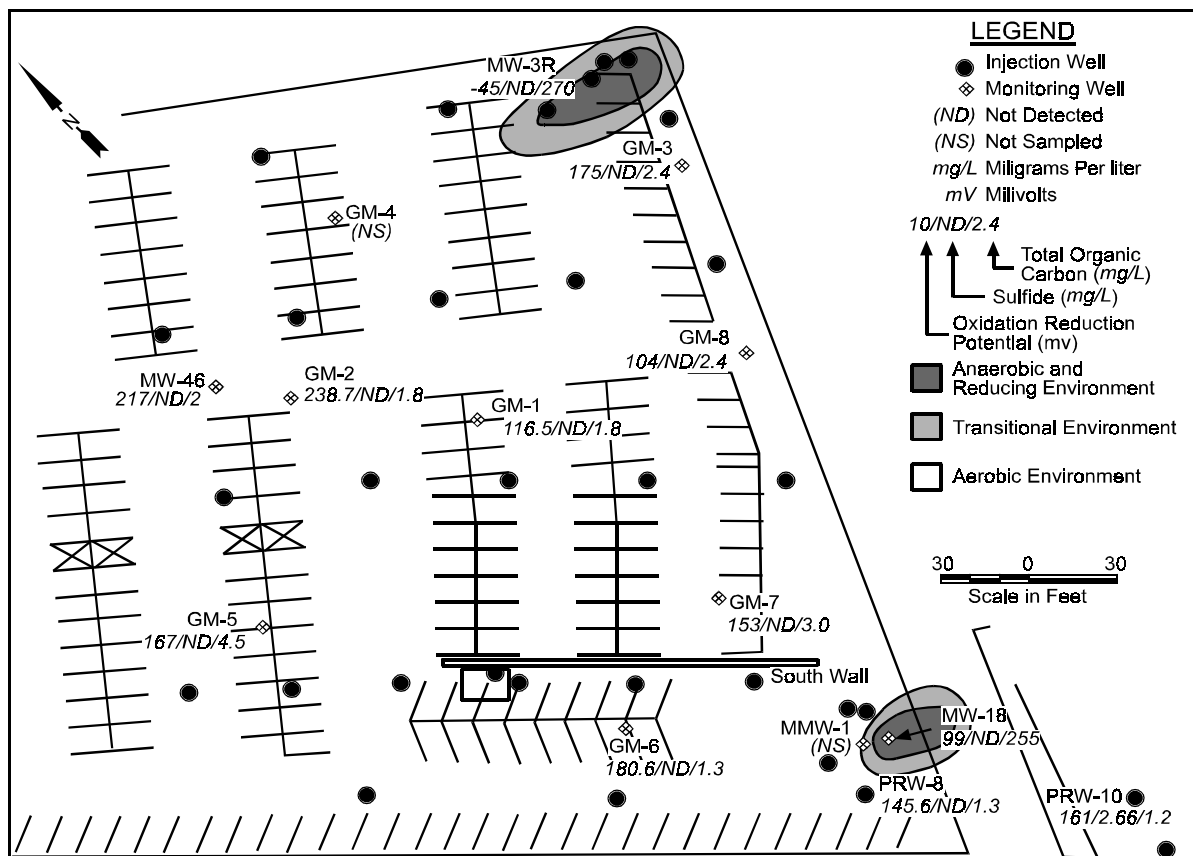 N
MW-3R
-45/ND/270
GM-3
175/ND/2.4
GM-4
(NS)
GM-8
104/ND/2.4
MW-46
217/ND/2
GM-2
238.7/ND/1.8
GM-1
116.5/ND/1.8
GM-5
167/ND/4.5
GM-7
153/ND/3.0
South Wall
GM-6
180.6/ND/1.3
MMW-1
(NS)
MW-18
99/ND/255
PRW-8
145.6/ND/1.3
PRW-10
161/2.66/1.2
LEGEND
Injection Well
Monitoring Well
(ND) Not Detected
(NS) Not Sampled
mg/L Miligrams Per liter
mV Milivolts
10/ND/2.4
Total Organic
Carbon (mg/L)
Sulfide (mg/L)
Oxidation Reduction
Potential (mv)
Anaerobic and
Reducing Environment
Transitional Environment
Aerobic Environment
30 0 30
Scale in Feet